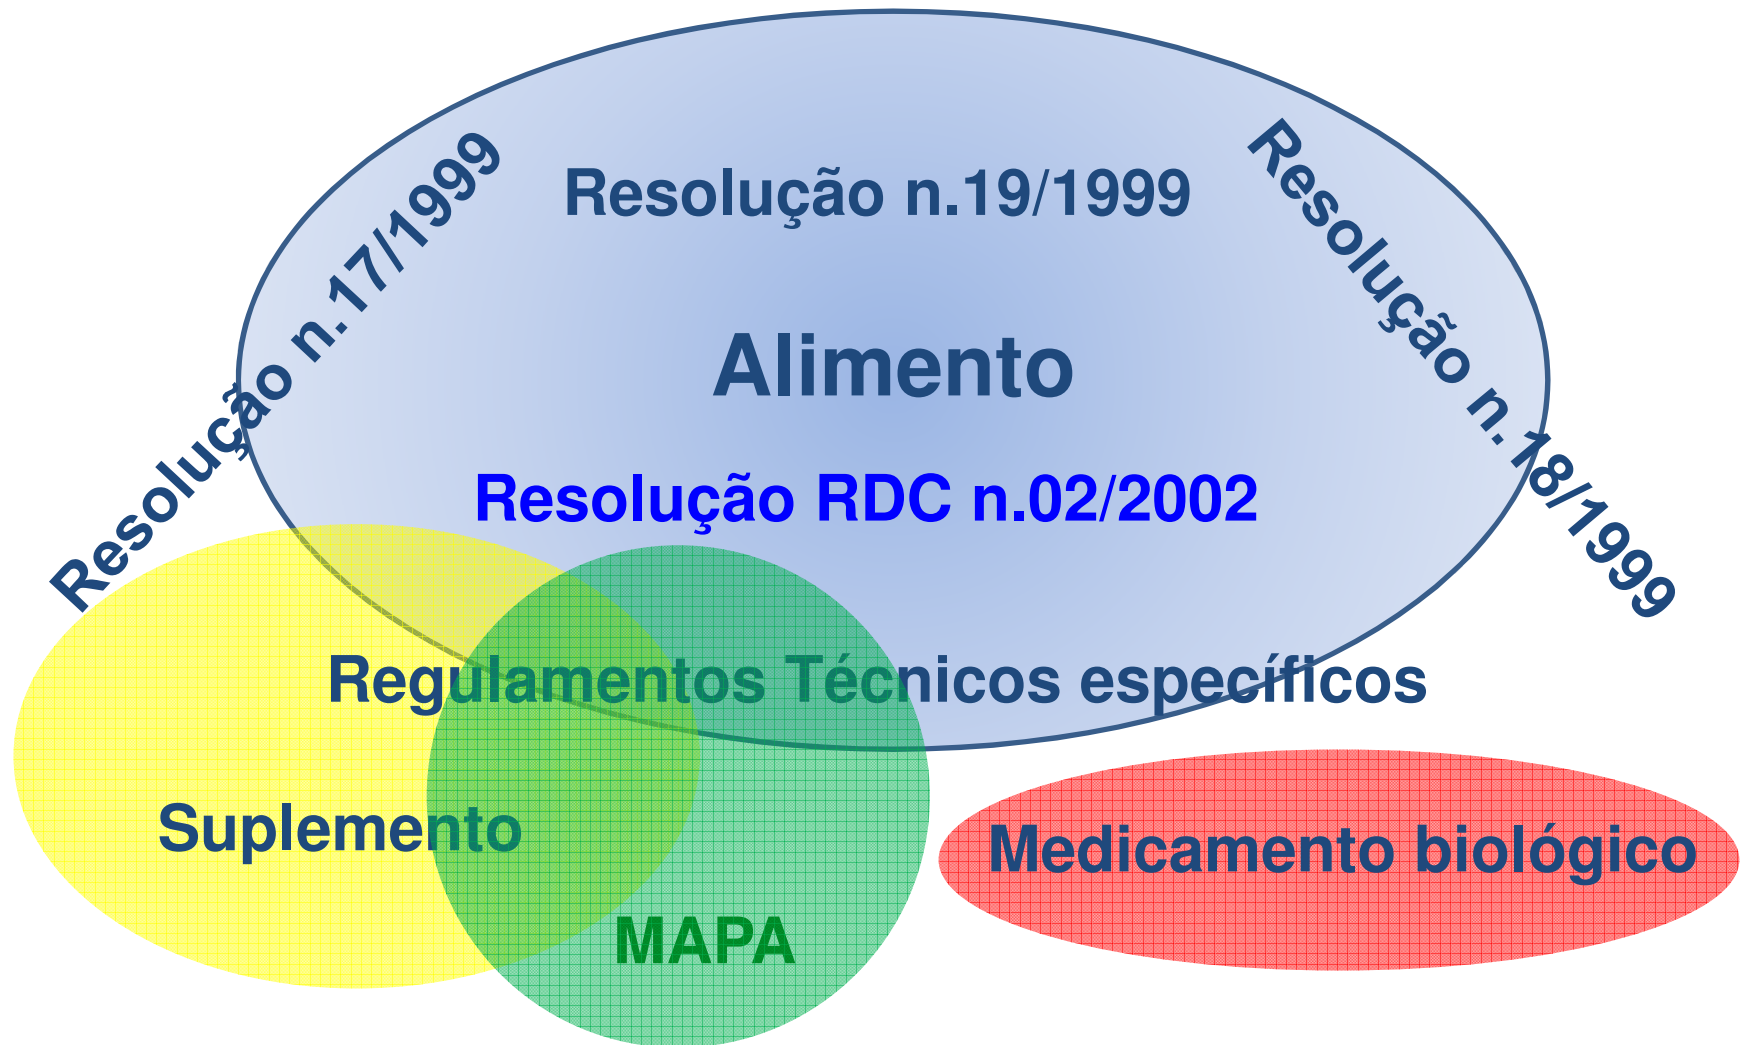 Resolução n.17/1999
Resolução n.19/1999
Resolução n.18/1999
Alimento
Resolução RDC n.02/2002
Regulamentos Técnicos específicos
Suplemento
Medicamento biológico
MAPA